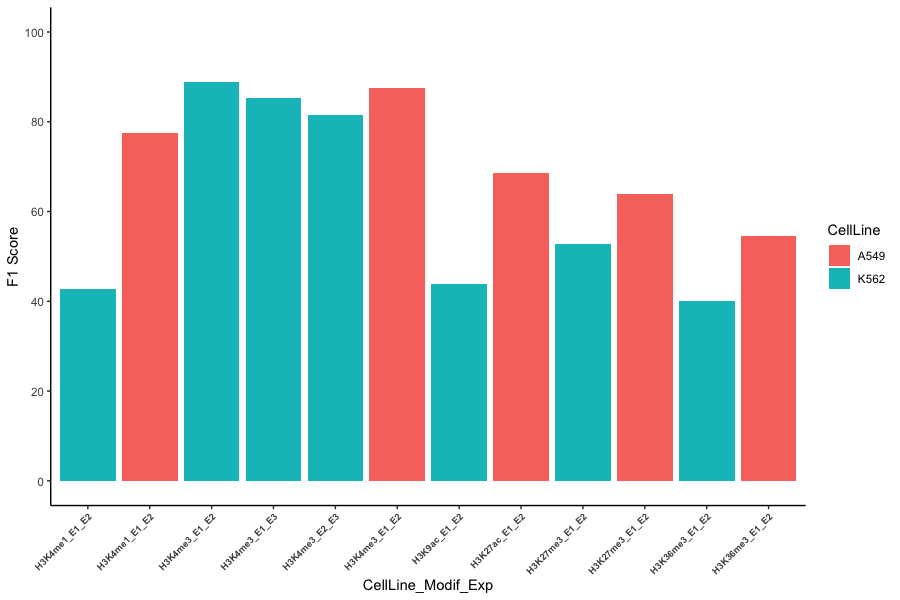 100
80
60
40
20
0
F1 Score
H3K4me1_E1_E2
H3K4me1_E1_E2
H3K4me3_E1_E2
H3K4me3_E1_E3
H3K4me3_E2_E3
H3K4me3_E1_E2
H3K9ac_E1_E2
H3K27ac_E1_E2
H3K27me3_E1_E2
H3K27me3_E1_E2
H3K36me3_E1_E2
H3K36me3_E1_E2
CellLine_Modif_Exp
CellLine
A549
K562